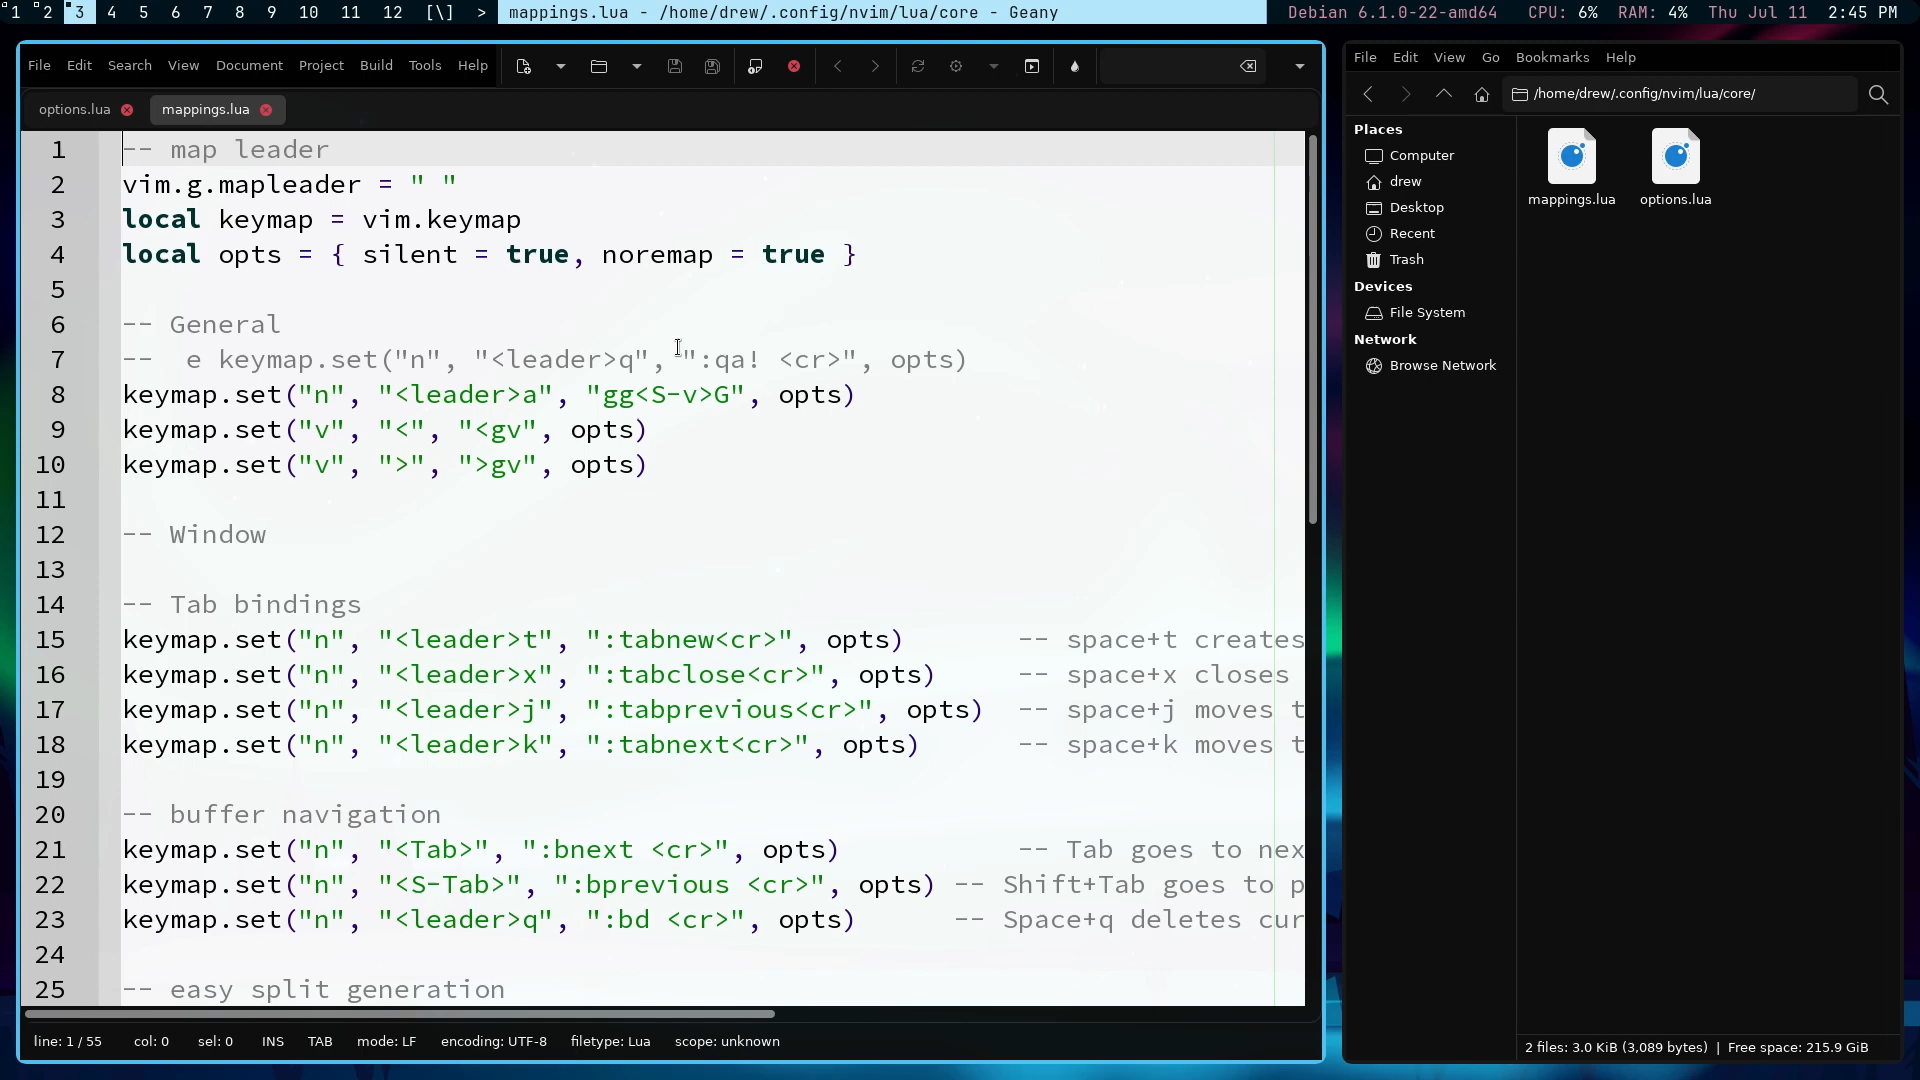 1 2 3 4 5 6 7 8 9 10 11 12 [\] > mappings.lua - /home/drew/.config/nvim/lua/core - Geany Debian 6.1.0-22-amd64 CPU: 6% RAM: 4% Thu Jul 11 2:45 PM
File Edit Search View Document Project Build Tools Help
options.lua mappings.lua
1 -- map leader
2 vim.g.mapleader = " "
3 local keymap = vim.keymap
4 local opts = { silent = true, noremap = true }
5
6 -- General
7 --  e keymap.set("n", "<leader>q", ":qa! <cr>", opts)
8 keymap.set("n", "<leader>a", "gg<S-v>G", opts)
9 keymap.set("v", "<", "<gv", opts)
10 keymap.set("v", ">", ">gv", opts)
11
12 -- Window
13
14 -- Tab bindings
15 keymap.set("n", "<leader>t", ":tabnew<cr>", opts) -- space+t creates
16 keymap.set("n", "<leader>x", ":tabclose<cr>", opts) -- space+x closes
17 keymap.set("n", "<leader>j", ":tabprevious<cr>", opts) -- space+j moves t
18 keymap.set("n", "<leader>k", ":tabnext<cr>", opts) -- space+k moves t
19
20 -- buffer navigation
21 keymap.set("n", "<Tab>", ":bnext <cr>", opts) -- Tab goes to nex
22 keymap.set("n", "<S-Tab>", ":bprevious <cr>", opts) -- Shift+Tab goes to p
23 keymap.set("n", "<leader>q", ":bd <cr>", opts) -- Space+q deletes cur
24
25 -- easy split generation
line: 1 / 55 col: 0 sel: 0 INS TAB mode: LF encoding: UTF-8 filetype: Lua scope: unknown
File Edit View Go Bookmarks Help
/home/drew/.config/nvim/lua/core/
Places
Computer
drew
Desktop
Recent
Trash
Devices
File System
Network
Browse Network
mappings.lua options.lua
2 files: 3.0 KiB (3,089 bytes) | Free space: 215.9 GiB